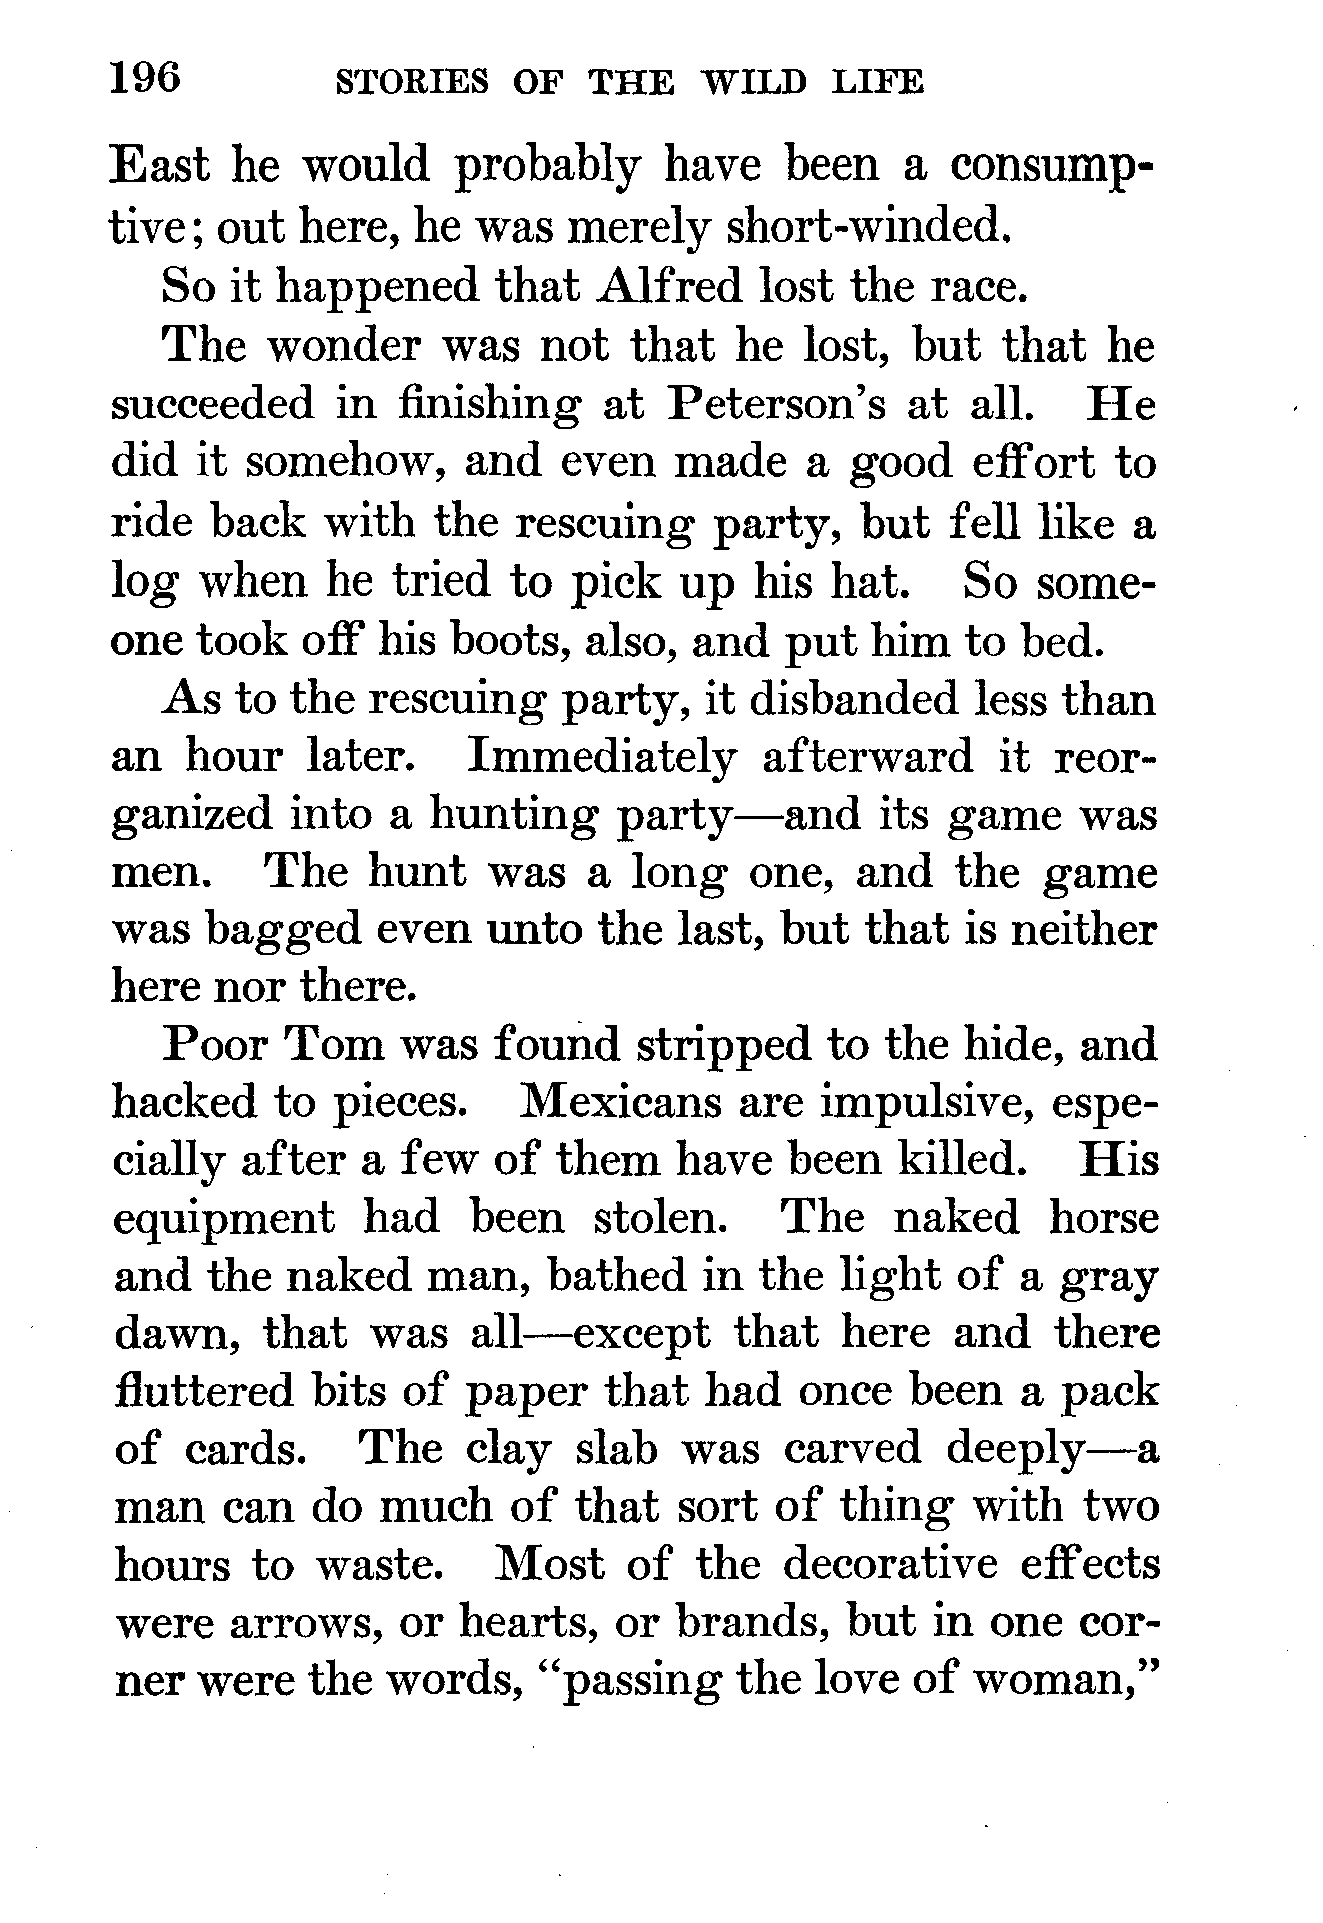 196 STORIES OF THE WILD LIFE
East he would probably have been a consump-
tive; out here, he was merely short-winded.
So it happened that Alfred lost the race.
The wonder was not that he lost, but that he
succeeded in finishing at Peterson's at all. He
did it somehow, and even made a good effort to
ride back with the rescuing party, but fell like a
log when he tried to pick up his hat. So some-
one took off his boots, also, and put him to bed.
As to the rescuing party, it disbanded less than
an hour later. Immediately afterward it reor-
ganized into a hunting party—and its game was
men. The hunt was a long one, and the game
was bagged even unto the last, but that is neither
here nor there.
Poor Tom was found stripped to the hide, and
hacked to pieces. Mexicans are impulsive, espe-
cially after a few of them have been killed. His
equipment had been stolen. The naked horse
and the naked man, bathed in the light of a gray
dawn, that was all—except that here and there
fluttered bits of paper that had once been a pack
of cards. The clay slab was carved deeply—a
man can do much of that sort of thing with two
hours to waste. Most of the decorative effects
were arrows, or hearts, or brands, but in one cor-
ner were the words, “passing the love of woman,”